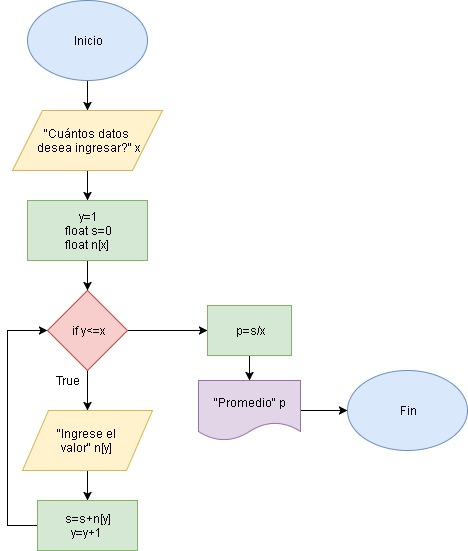 Inicio
"Cuántos datos
desea ingresar?" x
y=1
float s=0
float n[x]
if y<=x
True
"Ingrese el
valor" n[y]
s=s+n[y]
y=y+1
p=s/x
"Promedio" p
Fin